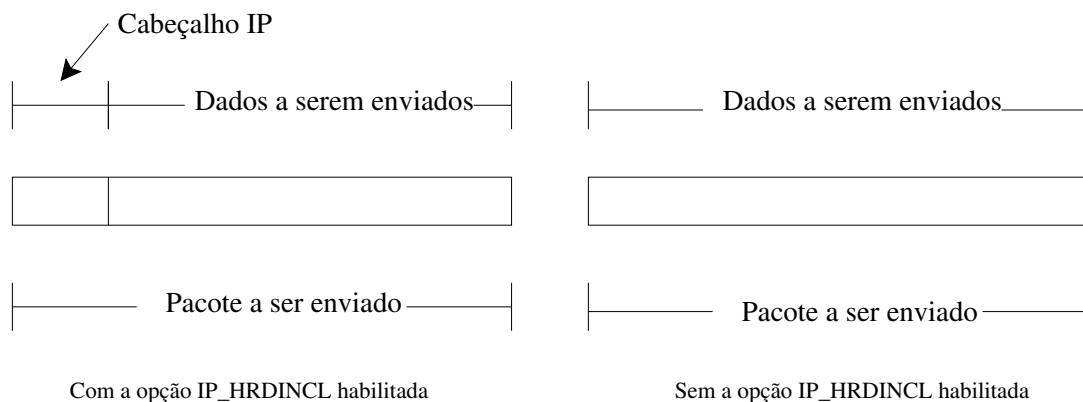 Cabeçalho IP
Dados a serem enviados
Dados a serem enviados
Pacote a ser enviado
Pacote a ser enviado
Com a opção IP_HRDINCL habilitada
Sem a opção IP_HRDINCL habilitada